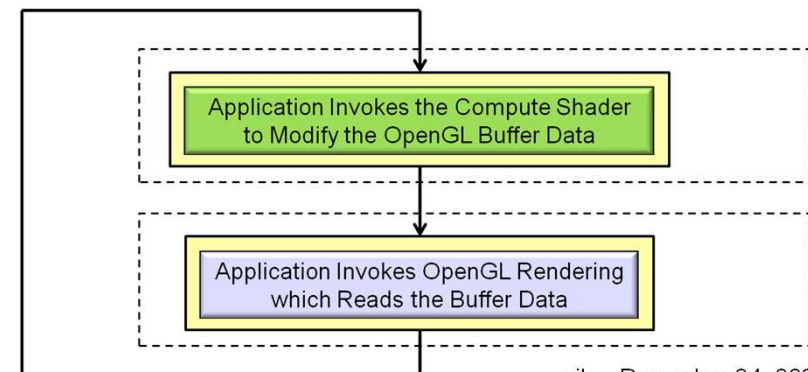 Application Invokes the Compute Shader
to Modify the OpenGL Buffer Data
Application Invokes OpenGL Rendering
which Reads the Buffer Data